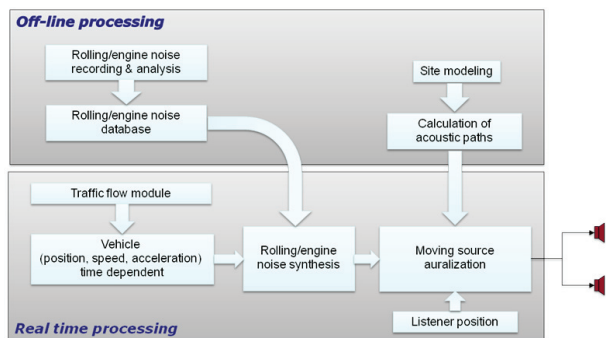 Off-line processing
Rolling/engine noise
recording & analysis
Rolling/engine noise
database
Site modeling
Calculation of
acoustic paths
Traffic flow module
Vehicle
(position, speed, acceleration)
time dependent
Rolling/engine
noise synthesis
Moving source
auralization
Listener position
Real time processing